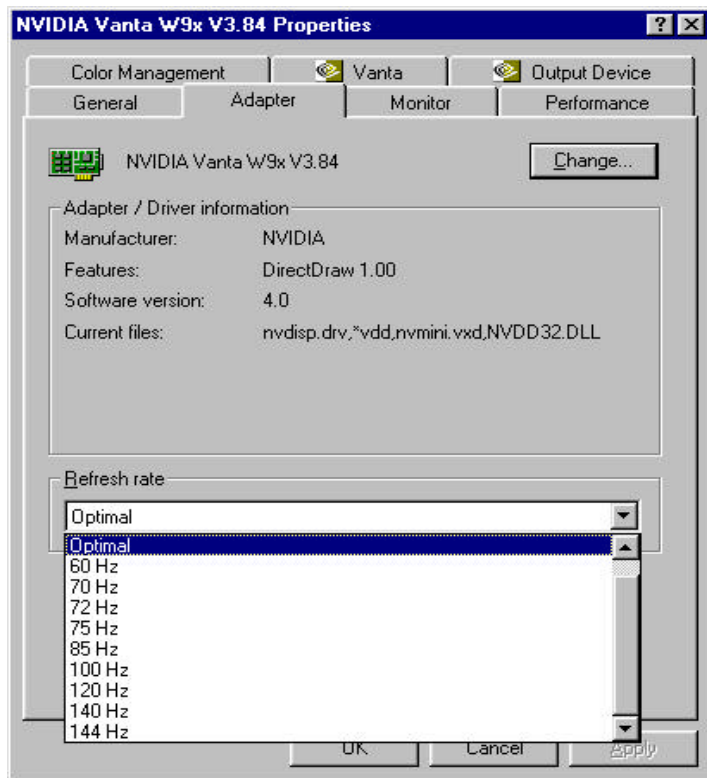 NVIDIA Vanta W9x V3.84 Properties
Color Management Vanta Output Device
General Adapter Monitor Performance
NVIDIA Vanta W9x V3.84 Change...
Adapter / Driver information
Manufacturer: NVIDIA
Features: DirectDraw 1.00
Software version: 4.0
Current files: nvdisp.drv,*vdd,nvmini.vxd,NVDD32.DLL
Refresh rate
Optimal
Optimal
60 Hz
70 Hz
72 Hz
75 Hz
85 Hz
100 Hz
120 Hz
140 Hz
144 Hz
OK Cancel Apply